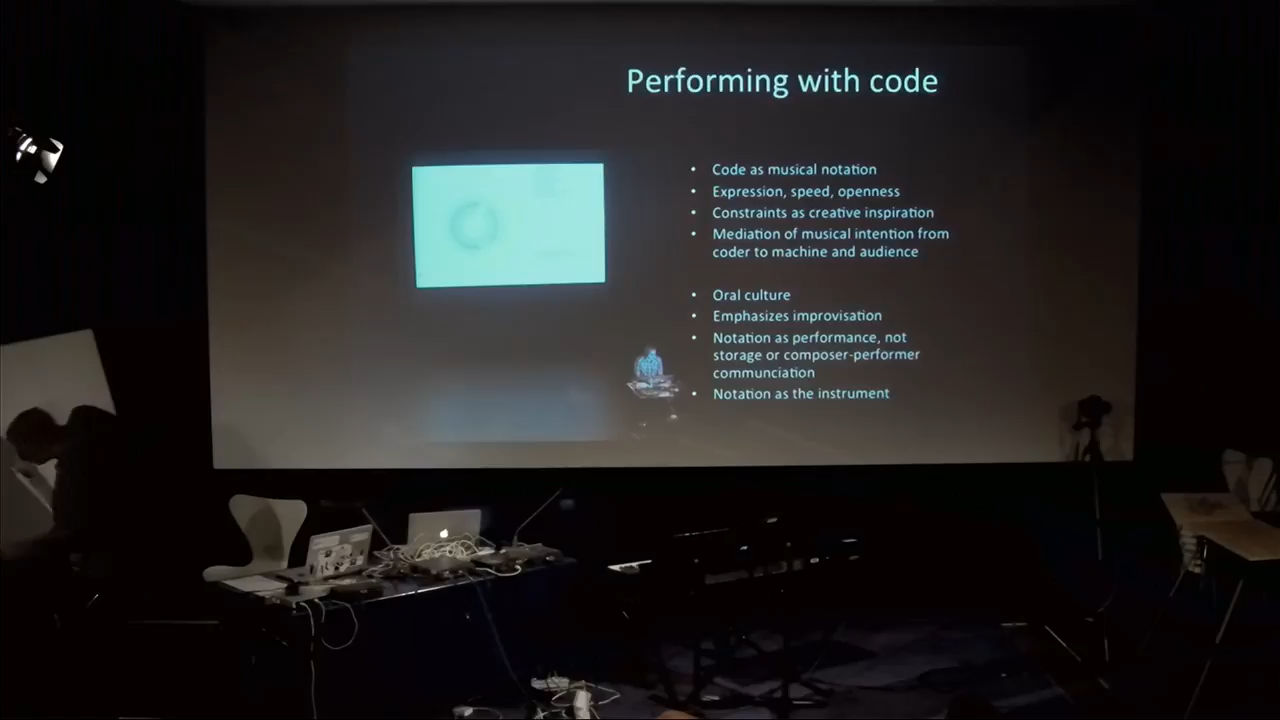 Performing with code
• Code as musical notation
• Expression, speed, openness
• Constraints as creative inspiration
• Mediation of musical intention from
coder to machine and audience
• Oral culture
• Emphasizes improvisation
• Notation as performance, not
storage or composer-performer
communciation
• Notation as the instrument